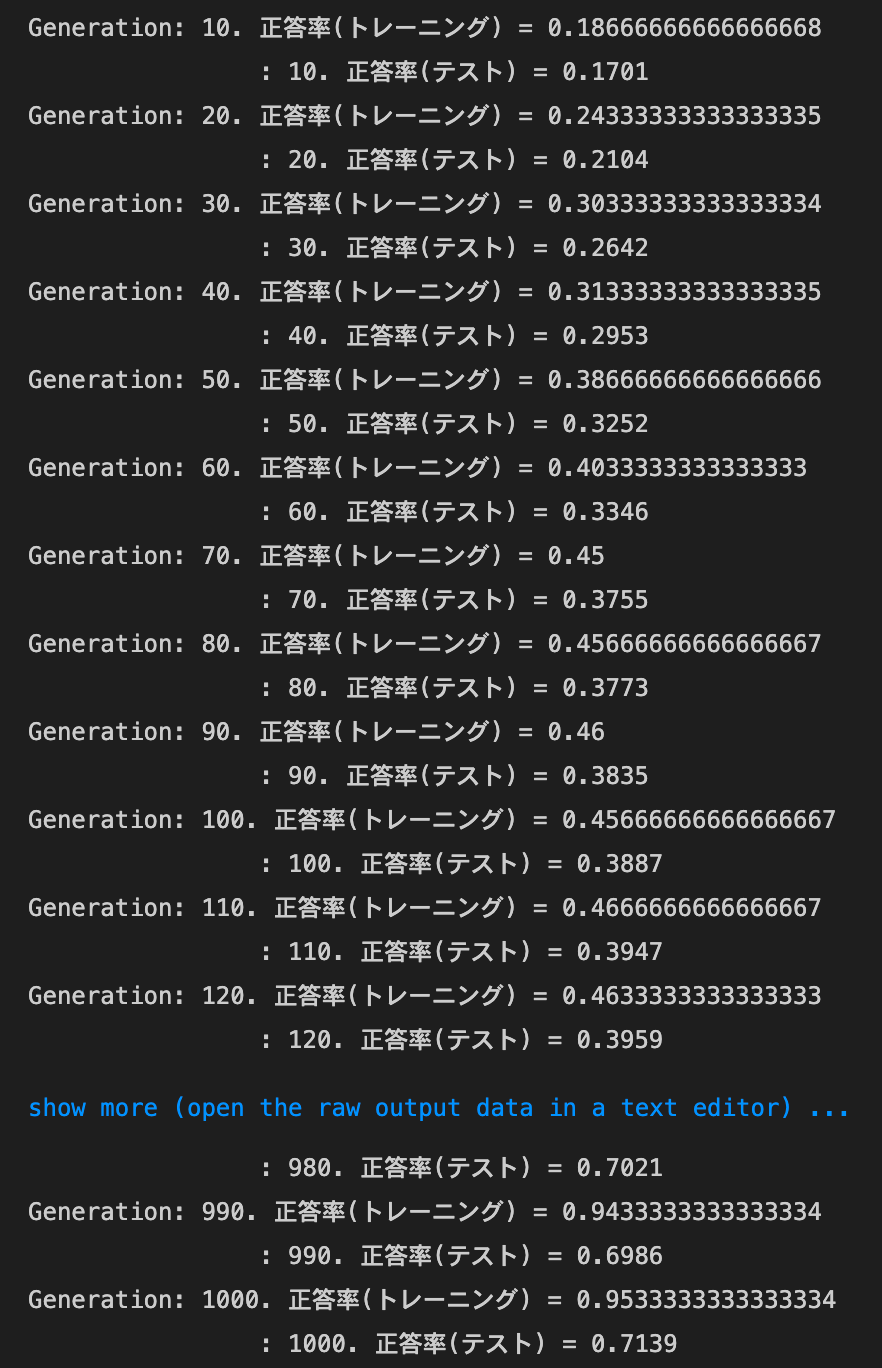 Generation: 10. 正答率(トレーニング) = 0.18666666666666668
: 10. 正答率(テスト) = 0.1701
Generation: 20. 正答率(トレーニング) = 0.24333333333333335
: 20. 正答率(テスト) = 0.2104
Generation: 30. 正答率(トレーニング) = 0.30333333333333334
: 30. 正答率(テスト) = 0.2642
Generation: 40. 正答率(トレーニング) = 0.31333333333333335
: 40. 正答率(テスト) = 0.2953
Generation: 50. 正答率(トレーニング) = 0.38666666666666666
: 50. 正答率(テスト) = 0.3252
Generation: 60. 正答率(トレーニング) = 0.4033333333333333
: 60. 正答率(テスト) = 0.3346
Generation: 70. 正答率(トレーニング) = 0.45
: 70. 正答率(テスト) = 0.3755
Generation: 80. 正答率(トレーニング) = 0.45666666666666667
: 80. 正答率(テスト) = 0.3773
Generation: 90. 正答率(トレーニング) = 0.46
: 90. 正答率(テスト) = 0.3835
Generation: 100. 正答率(トレーニング) = 0.45666666666666667
: 100. 正答率(テスト) = 0.3887
Generation: 110. 正答率(トレーニング) = 0.4666666666666667
: 110. 正答率(テスト) = 0.3947
Generation: 120. 正答率(トレーニング) = 0.4633333333333333
: 120. 正答率(テスト) = 0.3959
show more (open the raw output data in a text editor) ...
: 980. 正答率(テスト) = 0.7021
Generation: 990. 正答率(トレーニング) = 0.9433333333333334
: 990. 正答率(テスト) = 0.6986
Generation: 1000. 正答率(トレーニング) = 0.9533333333333334
: 1000. 正答率(テスト) = 0.7139